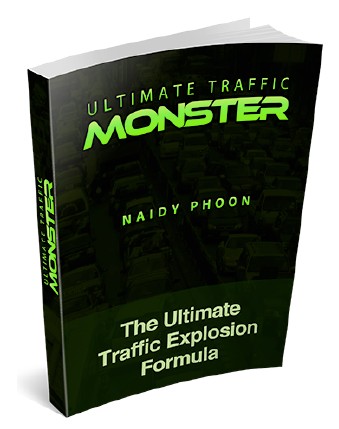 ULTIMATE TRAFFIC
MONSTER
NAIDY PHOON
The Ultimate
Traffic Explosion
Formula
ULTIMATE TRAFFIC
MONSTER